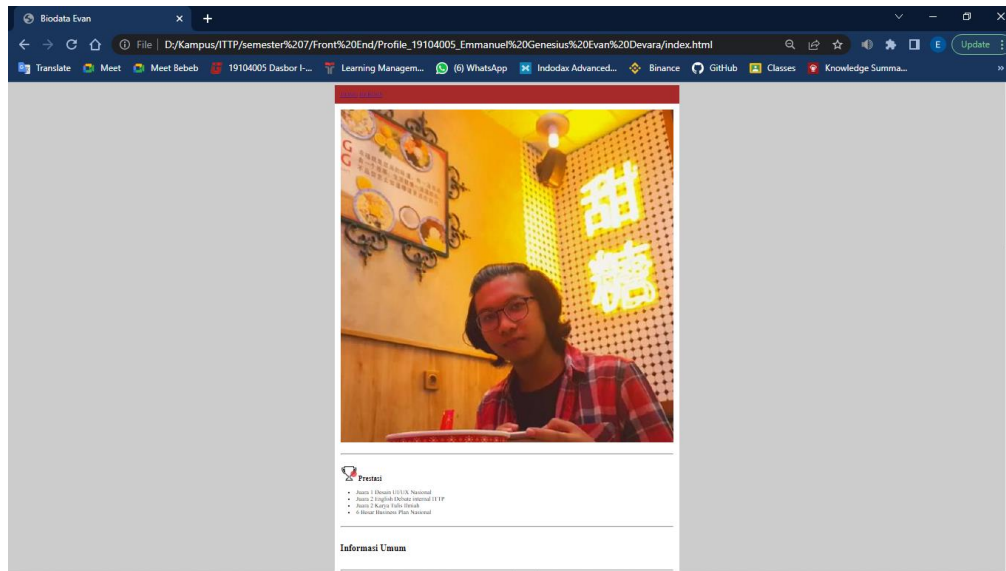 Biodata Evan
File | D:/Kampus/ITTP/semester%207/Front%20End/Profile_19104005_Emmanuel%20Genesius%20Evan%20Devara/index.html
E
Update
Translate
Meet
Meet Bebeb
19104005 Dasbor I-...
Learning Managem...
(6) WhatsApp
Indodax Advanced...
Binance
GitHub
Classes
Knowledge Summa...
G
G
甜
糖
Prestasi
Juara 1 Desain UI/UX Nasional
Juara 2 English Debate internal ITTP
Juara 2 Karya Tulis Ilmiah
6 Besar Business Plan Nasional
Informasi Umum